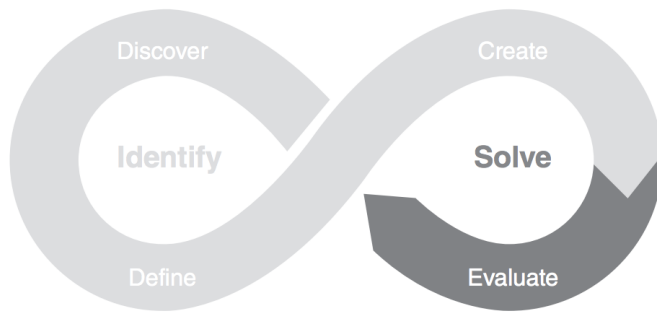 Discover
Create
Identify
Solve
Define
Evaluate